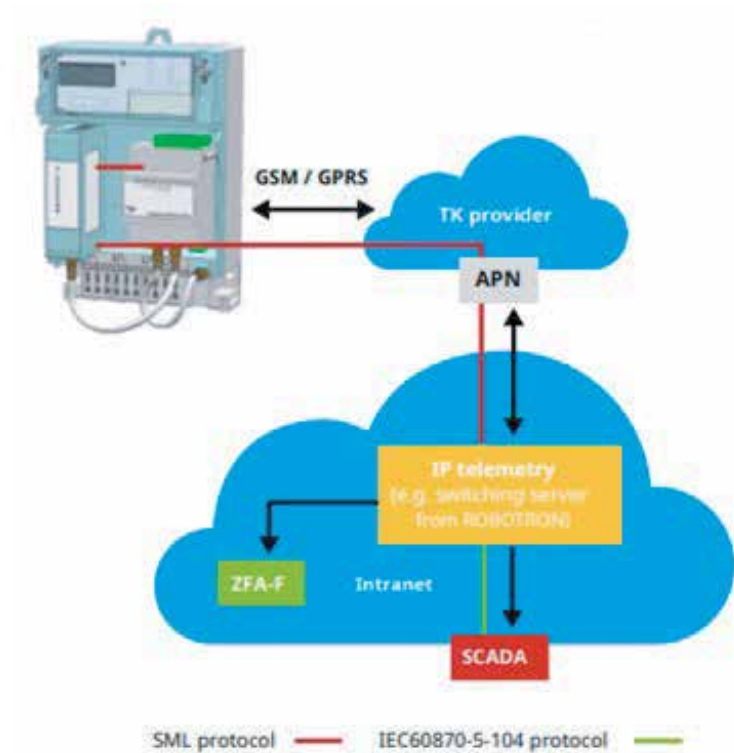 GSM / GPRS
TK provider
APN
IP telemetry
(e.g. switching server
from ROBOTRON)
ZFA-F
Intranet
SCADA
SML protocol
IEC60870-5-104 protocol